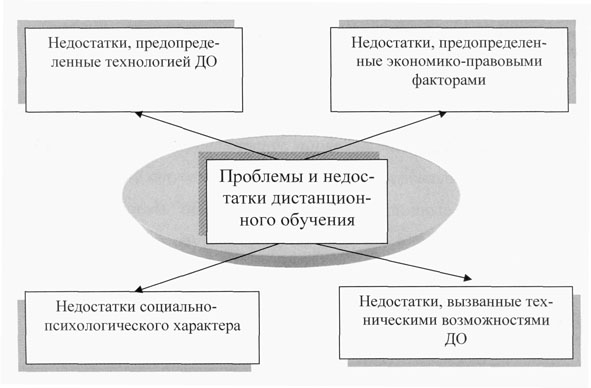 Недостатки, предопреде-
ленные технологией ДО
Недостатки, предопределен-
ные экономико-правовыми
факторами
Проблемы и недос-
татки дистанцион-
ного обучения
Недостатки социально-
психологического характера
Недостатки, вызванные тех-
ническими возможностями
ДО